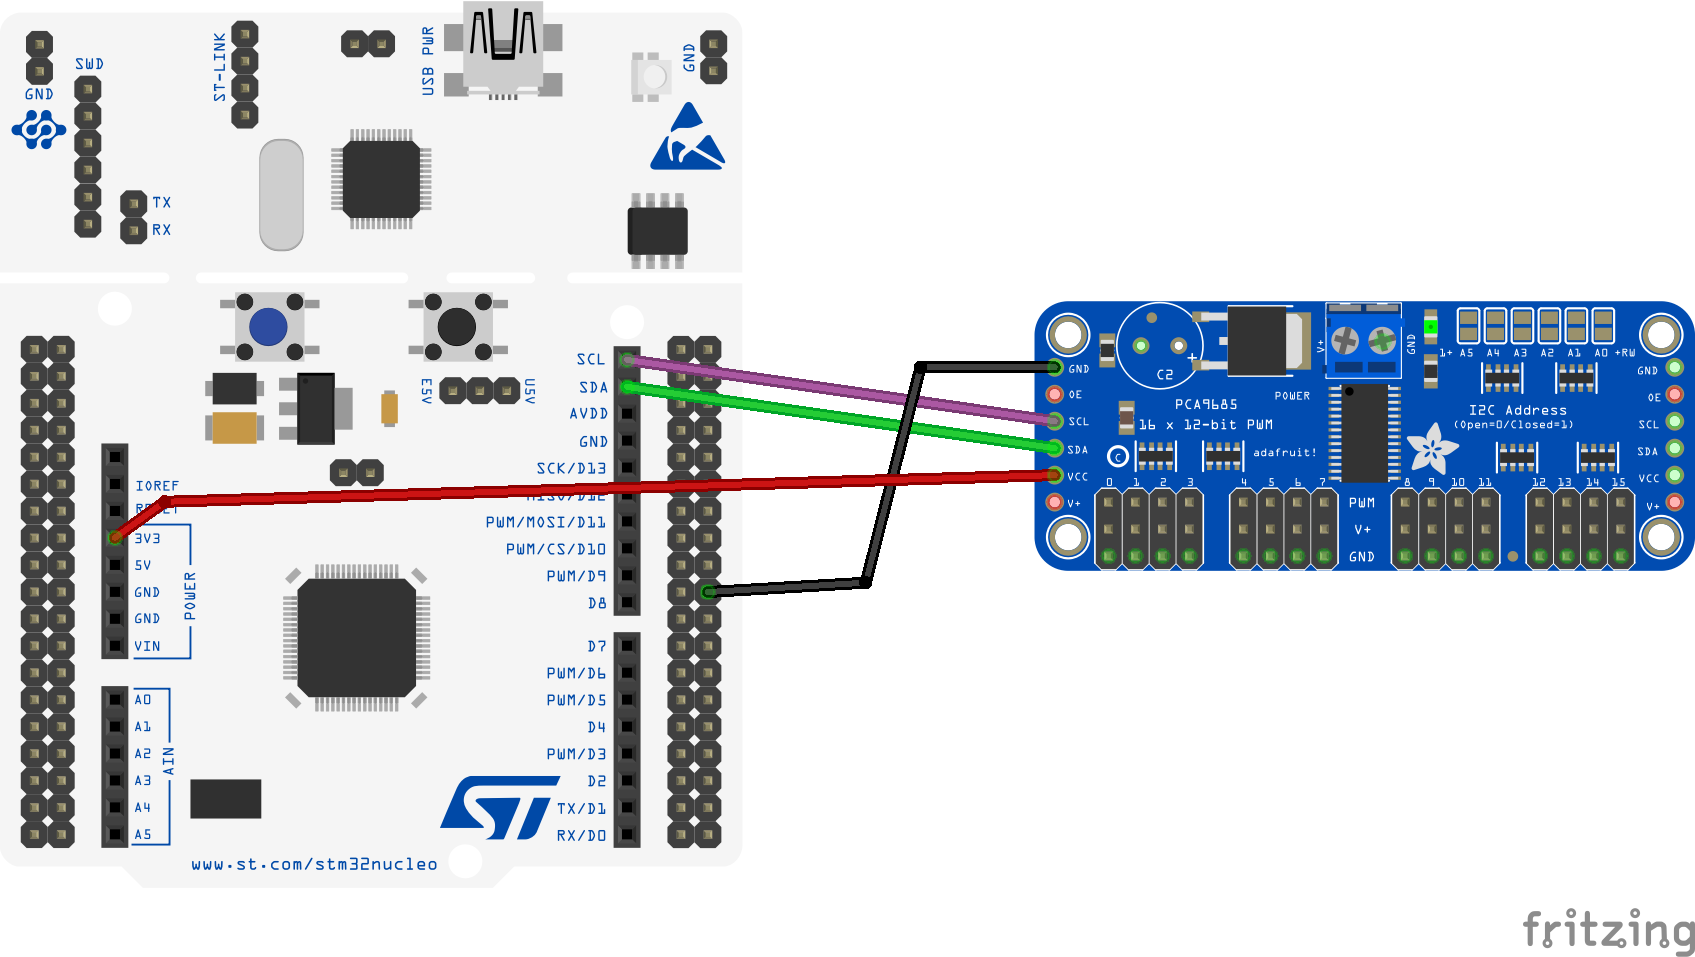 SWD
GND
TX
RX
ST-LINK
USB PWR
GND
E5V
U5V
IOREF
RESET
3V3
5V
GND
GND
VIN
POWER
A0
A1
A2
A3
A4
A5
AIN
SCL
SDA
AVDD
GND
SCK/D13
MISO/D12
PWM/MOSI/D11
PWM/CS/D10
PWM/D9
D8
D7
PWM/D6
PWM/D5
D4
PWM/D3
D2
TX/D1
RX/D0
ST
www.st.com/stm32nucleo
GND
OE
SCL
SDA
VCC
V+
C2
+
PCA9685
16 x 12-bit PWM
C
adafruit!
POWER
V+
GND
1+ A5 A4 A3 A2 A1 A0 +RW
I2C Address
(Open=0/Closed=1)
GND
OE
SCL
SDA
VCC
V+
0 1 2 3 4 5 6 7 8 9 10 11 12 13 14 15
PWM
V+
GND
fritzing